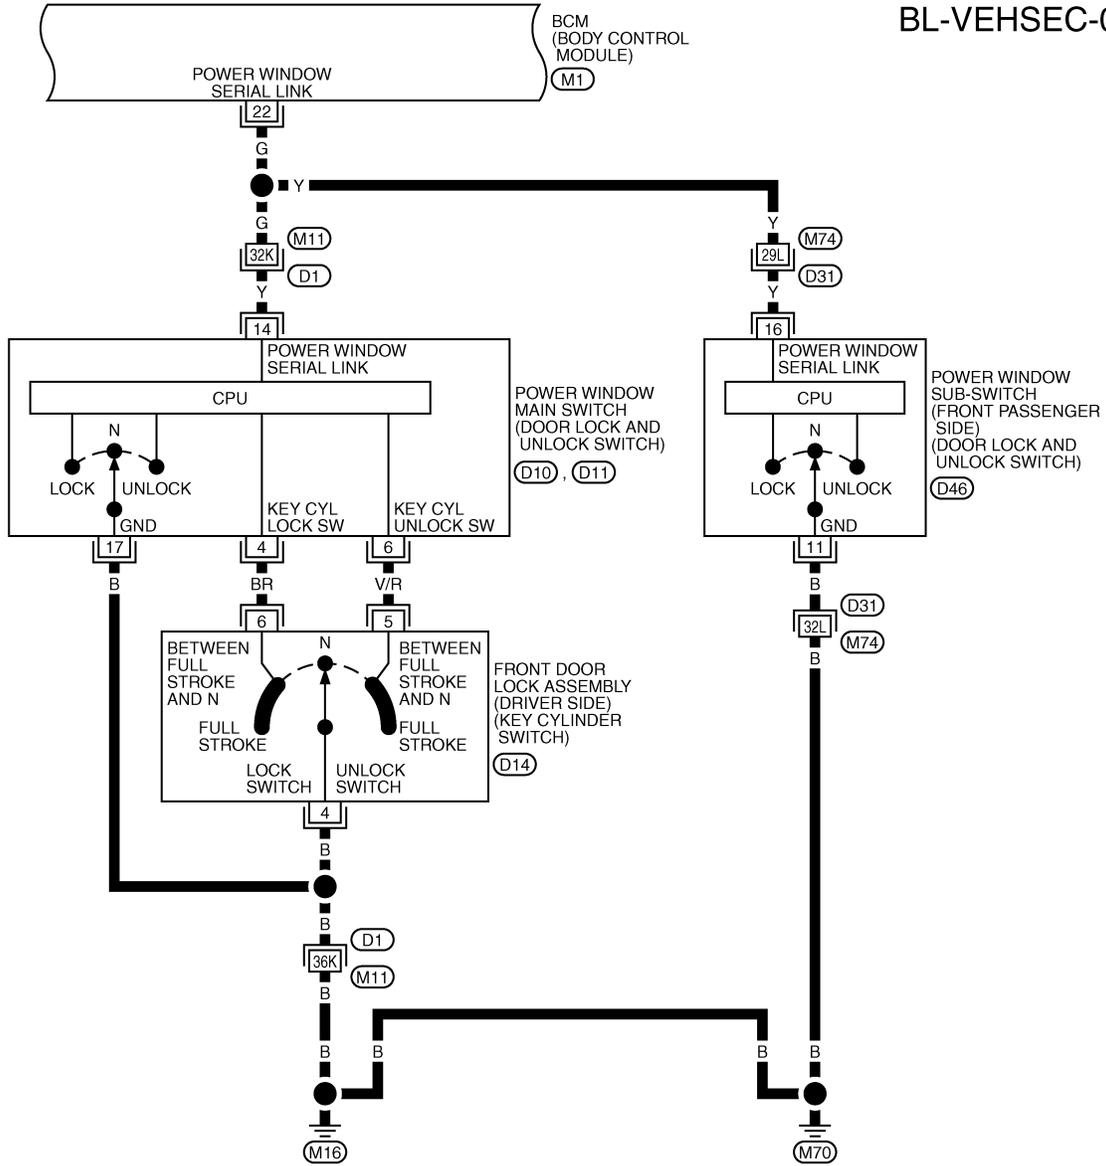 BL-VEHSEC-
BCM
(BODY CONTROL
MODULE)
M1
POWER WINDOW
SERIAL LINK
22
G
Y
G
Y
M11
M74
32K
29L
D1
D31
Y
Y
14
16
POWER WINDOW
SERIAL LINK
CPU
N
LOCK
UNLOCK
GND
KEY CYL
LOCK SW
KEY CYL
UNLOCK SW
POWER WINDOW
MAIN SWITCH
(DOOR LOCK AND
UNLOCK SWITCH)
D10 , D11
POWER WINDOW
SERIAL LINK
CPU
N
LOCK
UNLOCK
GND
POWER WINDOW
SUB-SWITCH
(FRONT PASSENGER
SIDE)
(DOOR LOCK AND
UNLOCK SWITCH)
D46
17
4
6
11
B
BR
V/R
B
6
5
D31
32L
M74
B
BETWEEN
FULL
STROKE
AND N
N
BETWEEN
FULL
STROKE
AND N
FULL
STROKE
FULL
STROKE
LOCK
SWITCH
UNLOCK
SWITCH
FRONT DOOR
LOCK ASSEMBLY
(DRIVER SIDE)
(KEY CYLINDER
SWITCH)
D14
4
B
B
D1
36K
M11
B
B
B
B
B
M16
M70